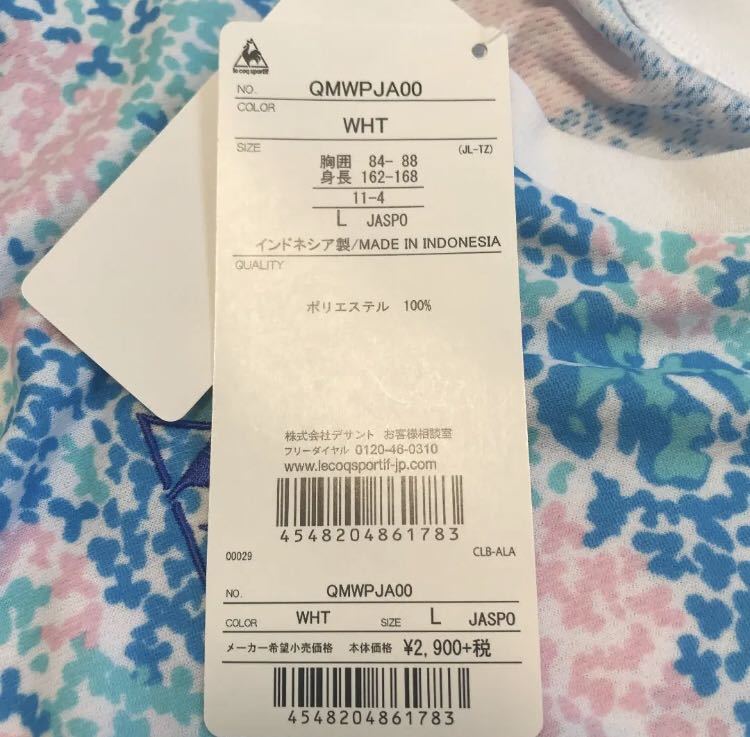 le coq sportif
NO. QMWPJA00
COLOR
WHT
SIZE (JL-TZ)
胸囲 84- 88
身長 162-168
11-4
L JASPO
インドネシア製/MADE IN INDONESIA
QUALITY
ポリエステル 100%
株式会社デサント お客様相談室
フリーダイヤル 0120-46-0310
www.lecoqsportif-jp.com
4548204861783
00029 CLB-ALA
NO. QMWPJA00
COLOR WHT SIZE L JASPO
メーカー希望小売価格 本体価格 ¥2,900+税
4548204861783